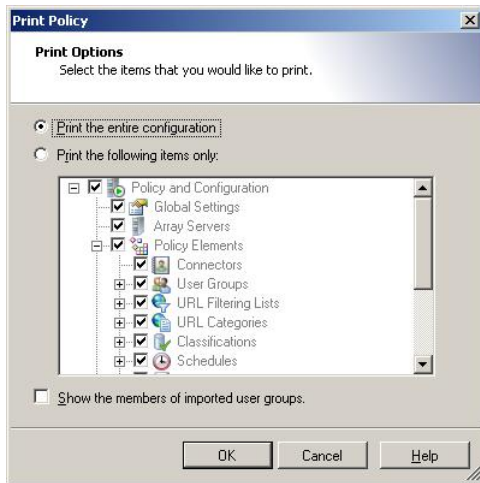 Print Policy
Print Options
Select the items that you would like to print.
Print the entire configuration
Print the following items only:
Policy and Configuration
Global Settings
Array Servers
Policy Elements
Connectors
User Groups
URL Filtering Lists
URL Categories
Classifications
Schedules
Show the members of imported user groups.
OK Cancel Help